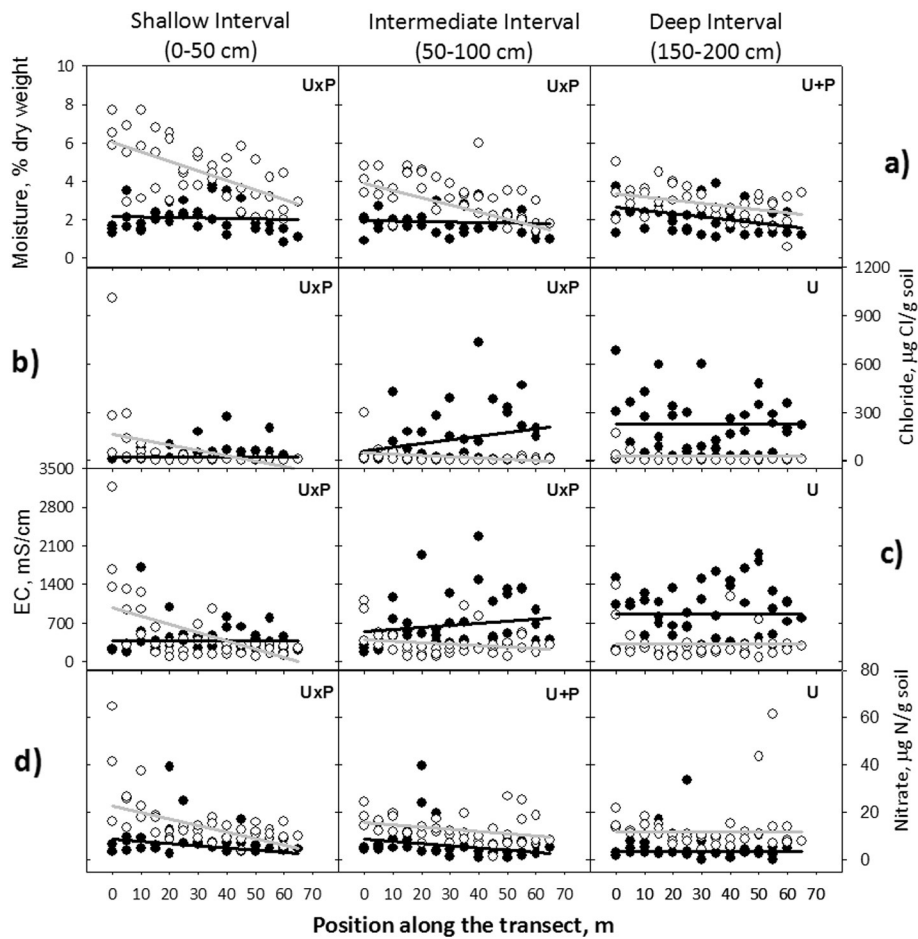 Shallow Interval
(0-50 cm)
Intermediate Interval
(50-100 cm)
Deep Interval
(150-200 cm)
Moisture, % dry weight
10
8
6
4
2
0
UxP
UxP
U+P
a)
b)
UxP
UxP
U
1200
900
600
300
0
Chloride, µg Cl/g soil
EC, mS/cm
3500
2800
2100
1400
700
0
UxP
UxP
U
c)
d)
UxP
U+P
U
80
60
40
20
0
Nitrate, µg N/g soil
0 10 20 30 40 50 60 70
0 10 20 30 40 50 60 70
0 10 20 30 40 50 60 70
Position along the transect, m